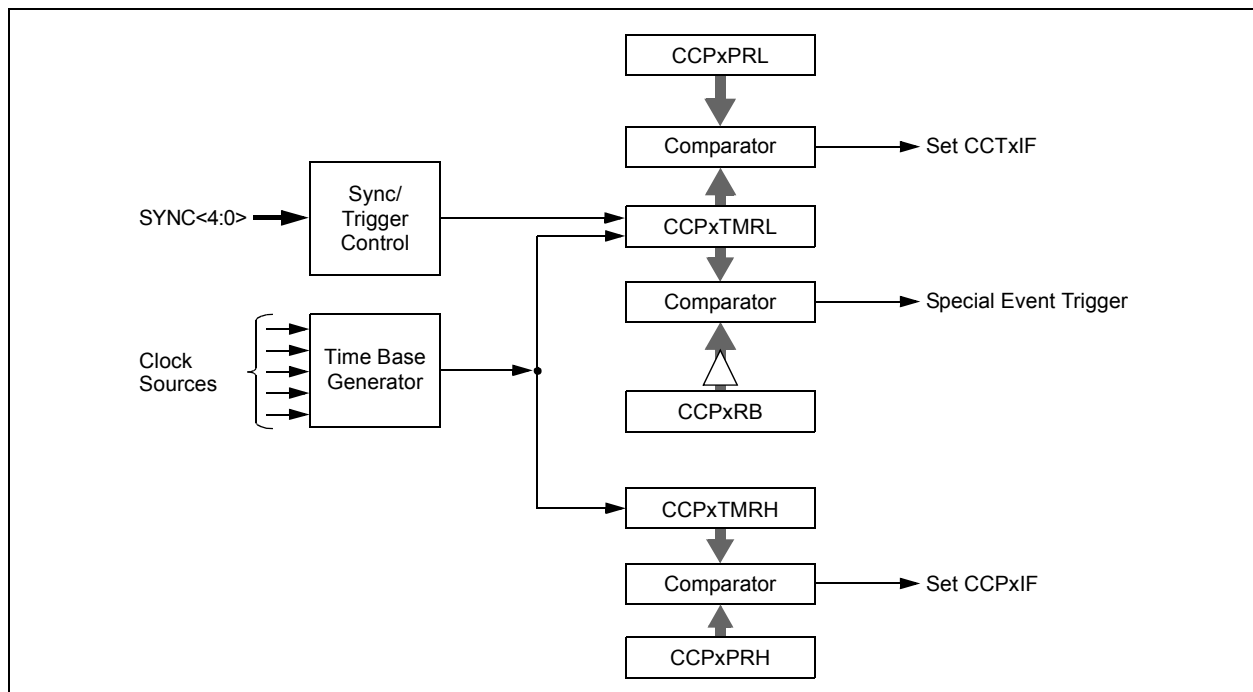 CCPxPRL
Comparator
Set CCTxIF
SYNC<4:0>
Sync/
Trigger
Control
CCPxTMRL
Comparator
Special Event Trigger
Clock
Sources
Time Base
Generator
CCPxRB
CCPxTMRH
Comparator
Set CCPxIF
CCPxPRH